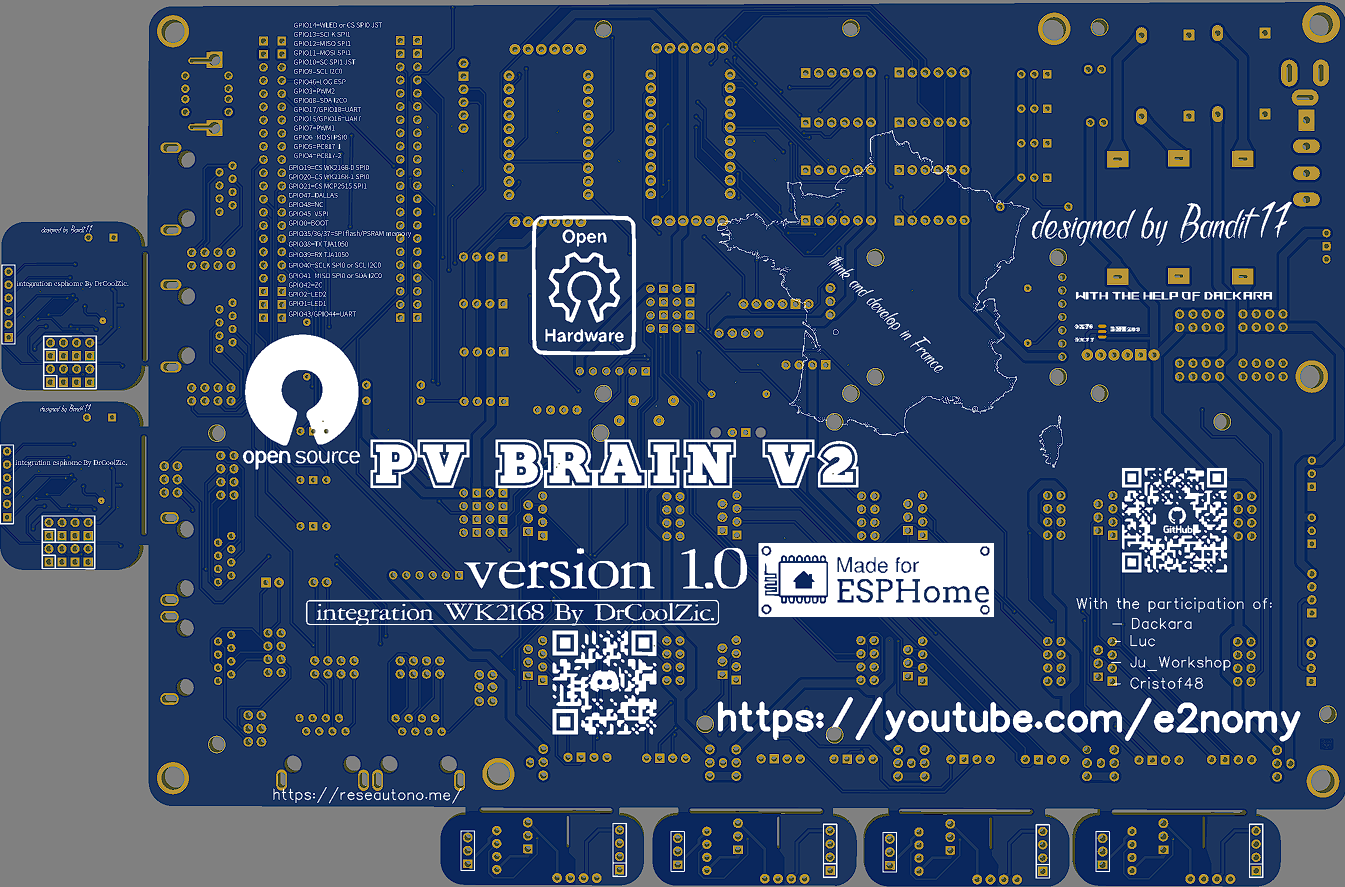 GPIO14=WLED or CS SPI0 JST
GPIO13=SCLK SPI1
GPIO12=MISO SPI1
GPIO11=MOSI SPI1
GPIO10=SC SPI1 JST
GPIO9=SCL I2C0
GPIO46=LOG ESP
GPIO3=PWM2
GPIO8=SDA I2C0
GPIO17/GPIO18=UART
GPIO15/GPIO16=UART
GPIO7=PWM1
GPIO6=MOSI SPI0
GPIO5=PC817-1
GPIO4=PC817-2
GPIO19=CS WK2168-0 SPI0
GPIO20=CS WK2168-1 SPI0
GPIO21=CS MCP2515 SPI1
GPIO47=DALLAS
GPIO48=NC
GPIO45=VSPI
GPIO0=BOOT
GPIO35/36/37=SPI flash/PSRAM memory
GPIO38=TX TJA1050
GPIO39=RX TJA1050
GPIO40=SCLK SPI0 or SCL I2C0
GPIO41=MISO SPI0 or SDA I2C0
GPIO42=ZC
GPIO2=LED2
GPIO1=LED1
GPIO43/GPIO44=UART
Open
Hardware
think and develop in France
designed by Bandit17
WITH THE HELP OF DACKARA
0X76
0X77
designed by Bandit17
integration esphome By DrCoolZic.
designed by Bandit17
integration esphome By DrCoolZic.
open source
PV BRAIN V2
version 1.0
integration WK2168 By DrCoolZic.
Made for
ESPHome
GitHub
With the participation of:
- Dackara
- Luc
- Ju_Workshop
- Cristof48
https://youtube.com/e2nomy
https://reseautono.me/